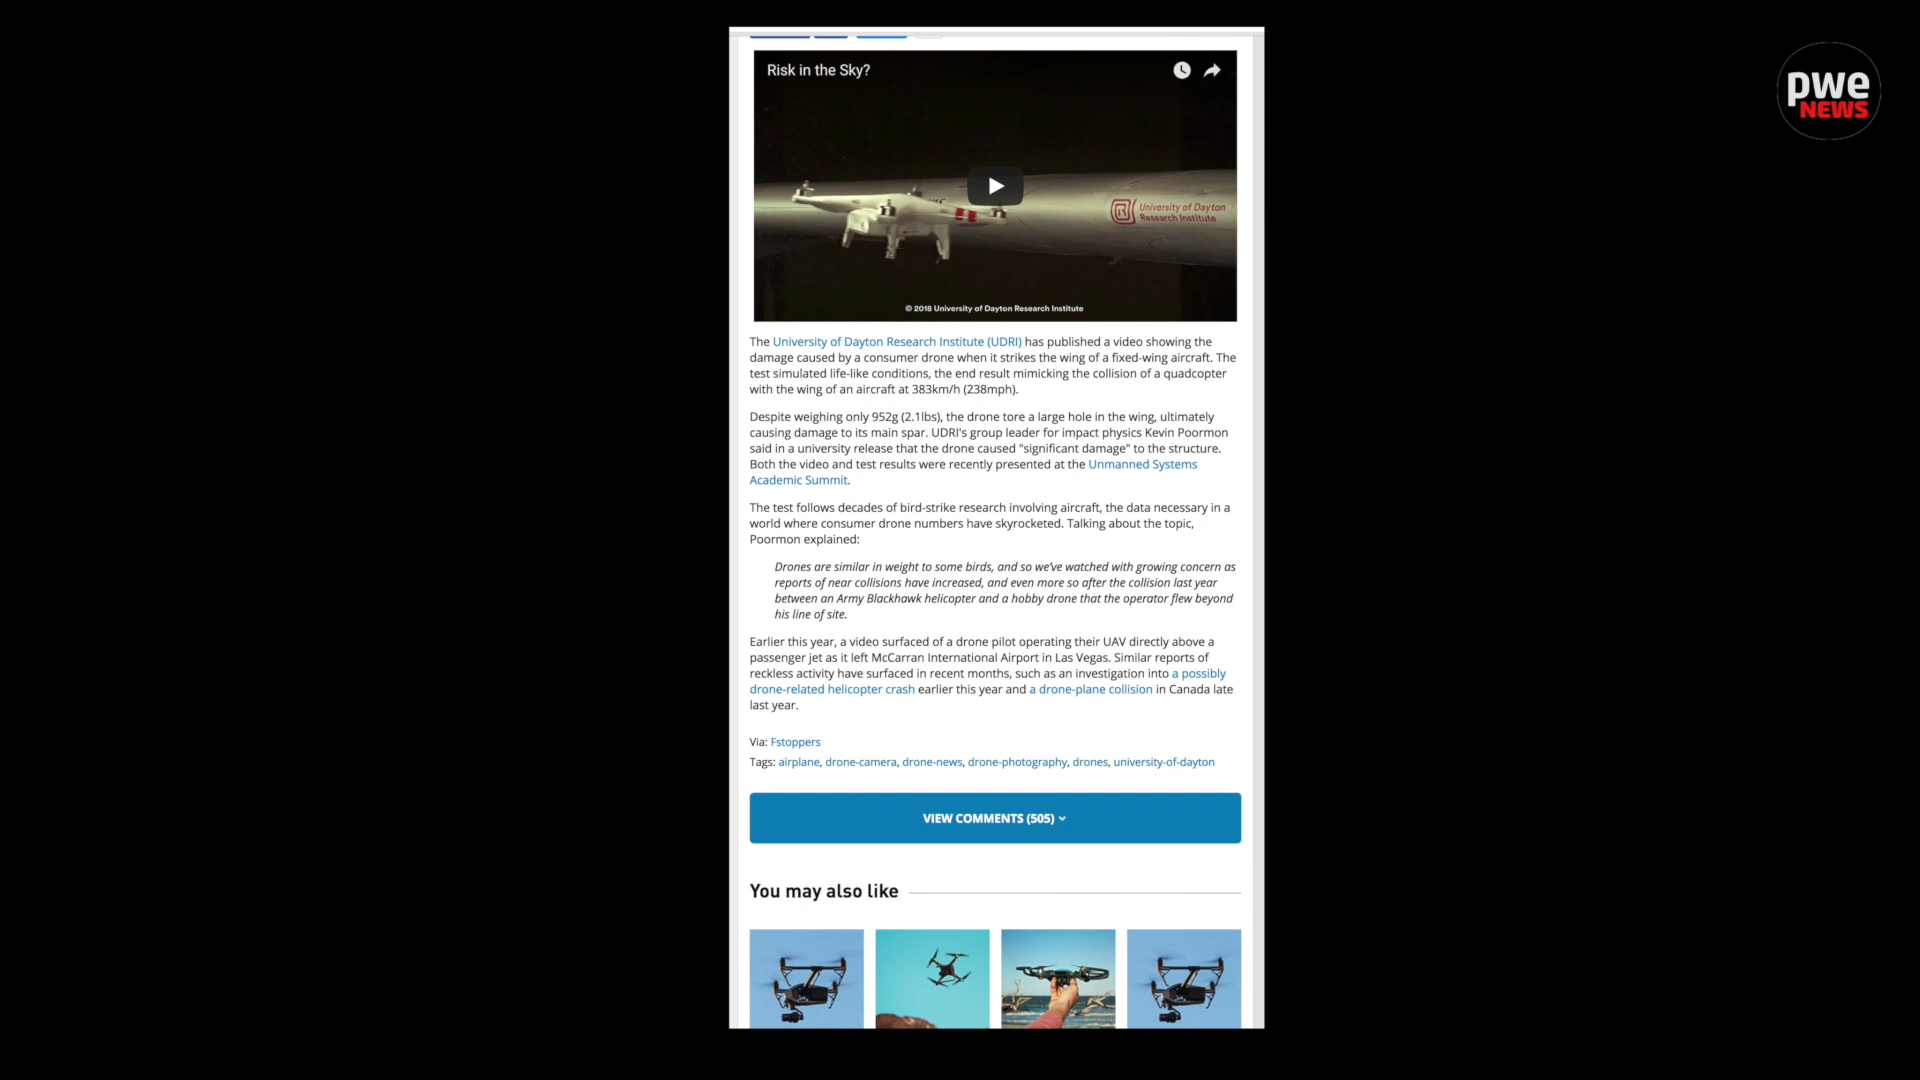 pwe
NEWS
Risk in the Sky?
University of Dayton
Research Institute
© 2018 University of Dayton Research Institute
The University of Dayton Research Institute (UDRI) has published a video showing the
damage caused by a consumer drone when it strikes the wing of a fixed-wing aircraft. The
test simulated life-like conditions, the end result mimicking the collision of a quadcopter
with the wing of an aircraft at 383km/h (238mph).
Despite weighing only 952g (2.1lbs), the drone tore a large hole in the wing, ultimately
causing damage to its main spar. UDRI's group leader for impact physics Kevin Poormon
said in a university release that the drone caused "significant damage" to the structure.
Both the video and test results were recently presented at the Unmanned Systems
Academic Summit.
The test follows decades of bird-strike research involving aircraft, the data necessary in a
world where consumer drone numbers have skyrocketed. Talking about the topic,
Poormon explained:
Drones are similar in weight to some birds, and so we've watched with growing concern as
reports of near collisions have increased, and even more so after the collision last year
between an Army Blackhawk helicopter and a hobby drone that the operator flew beyond
his line of site.
Earlier this year, a video surfaced of a drone pilot operating their UAV directly above a
passenger jet as it left McCarran International Airport in Las Vegas. Similar reports of
reckless activity have surfaced in recent months, such as an investigation into a possibly
drone-related helicopter crash earlier this year and a drone-plane collision in Canada late
last year.
Via: Fstoppers
Tags: airplane, drone-camera, drone-news, drone-photography, drones, university-of-dayton
VIEW COMMENTS (505)
You may also like